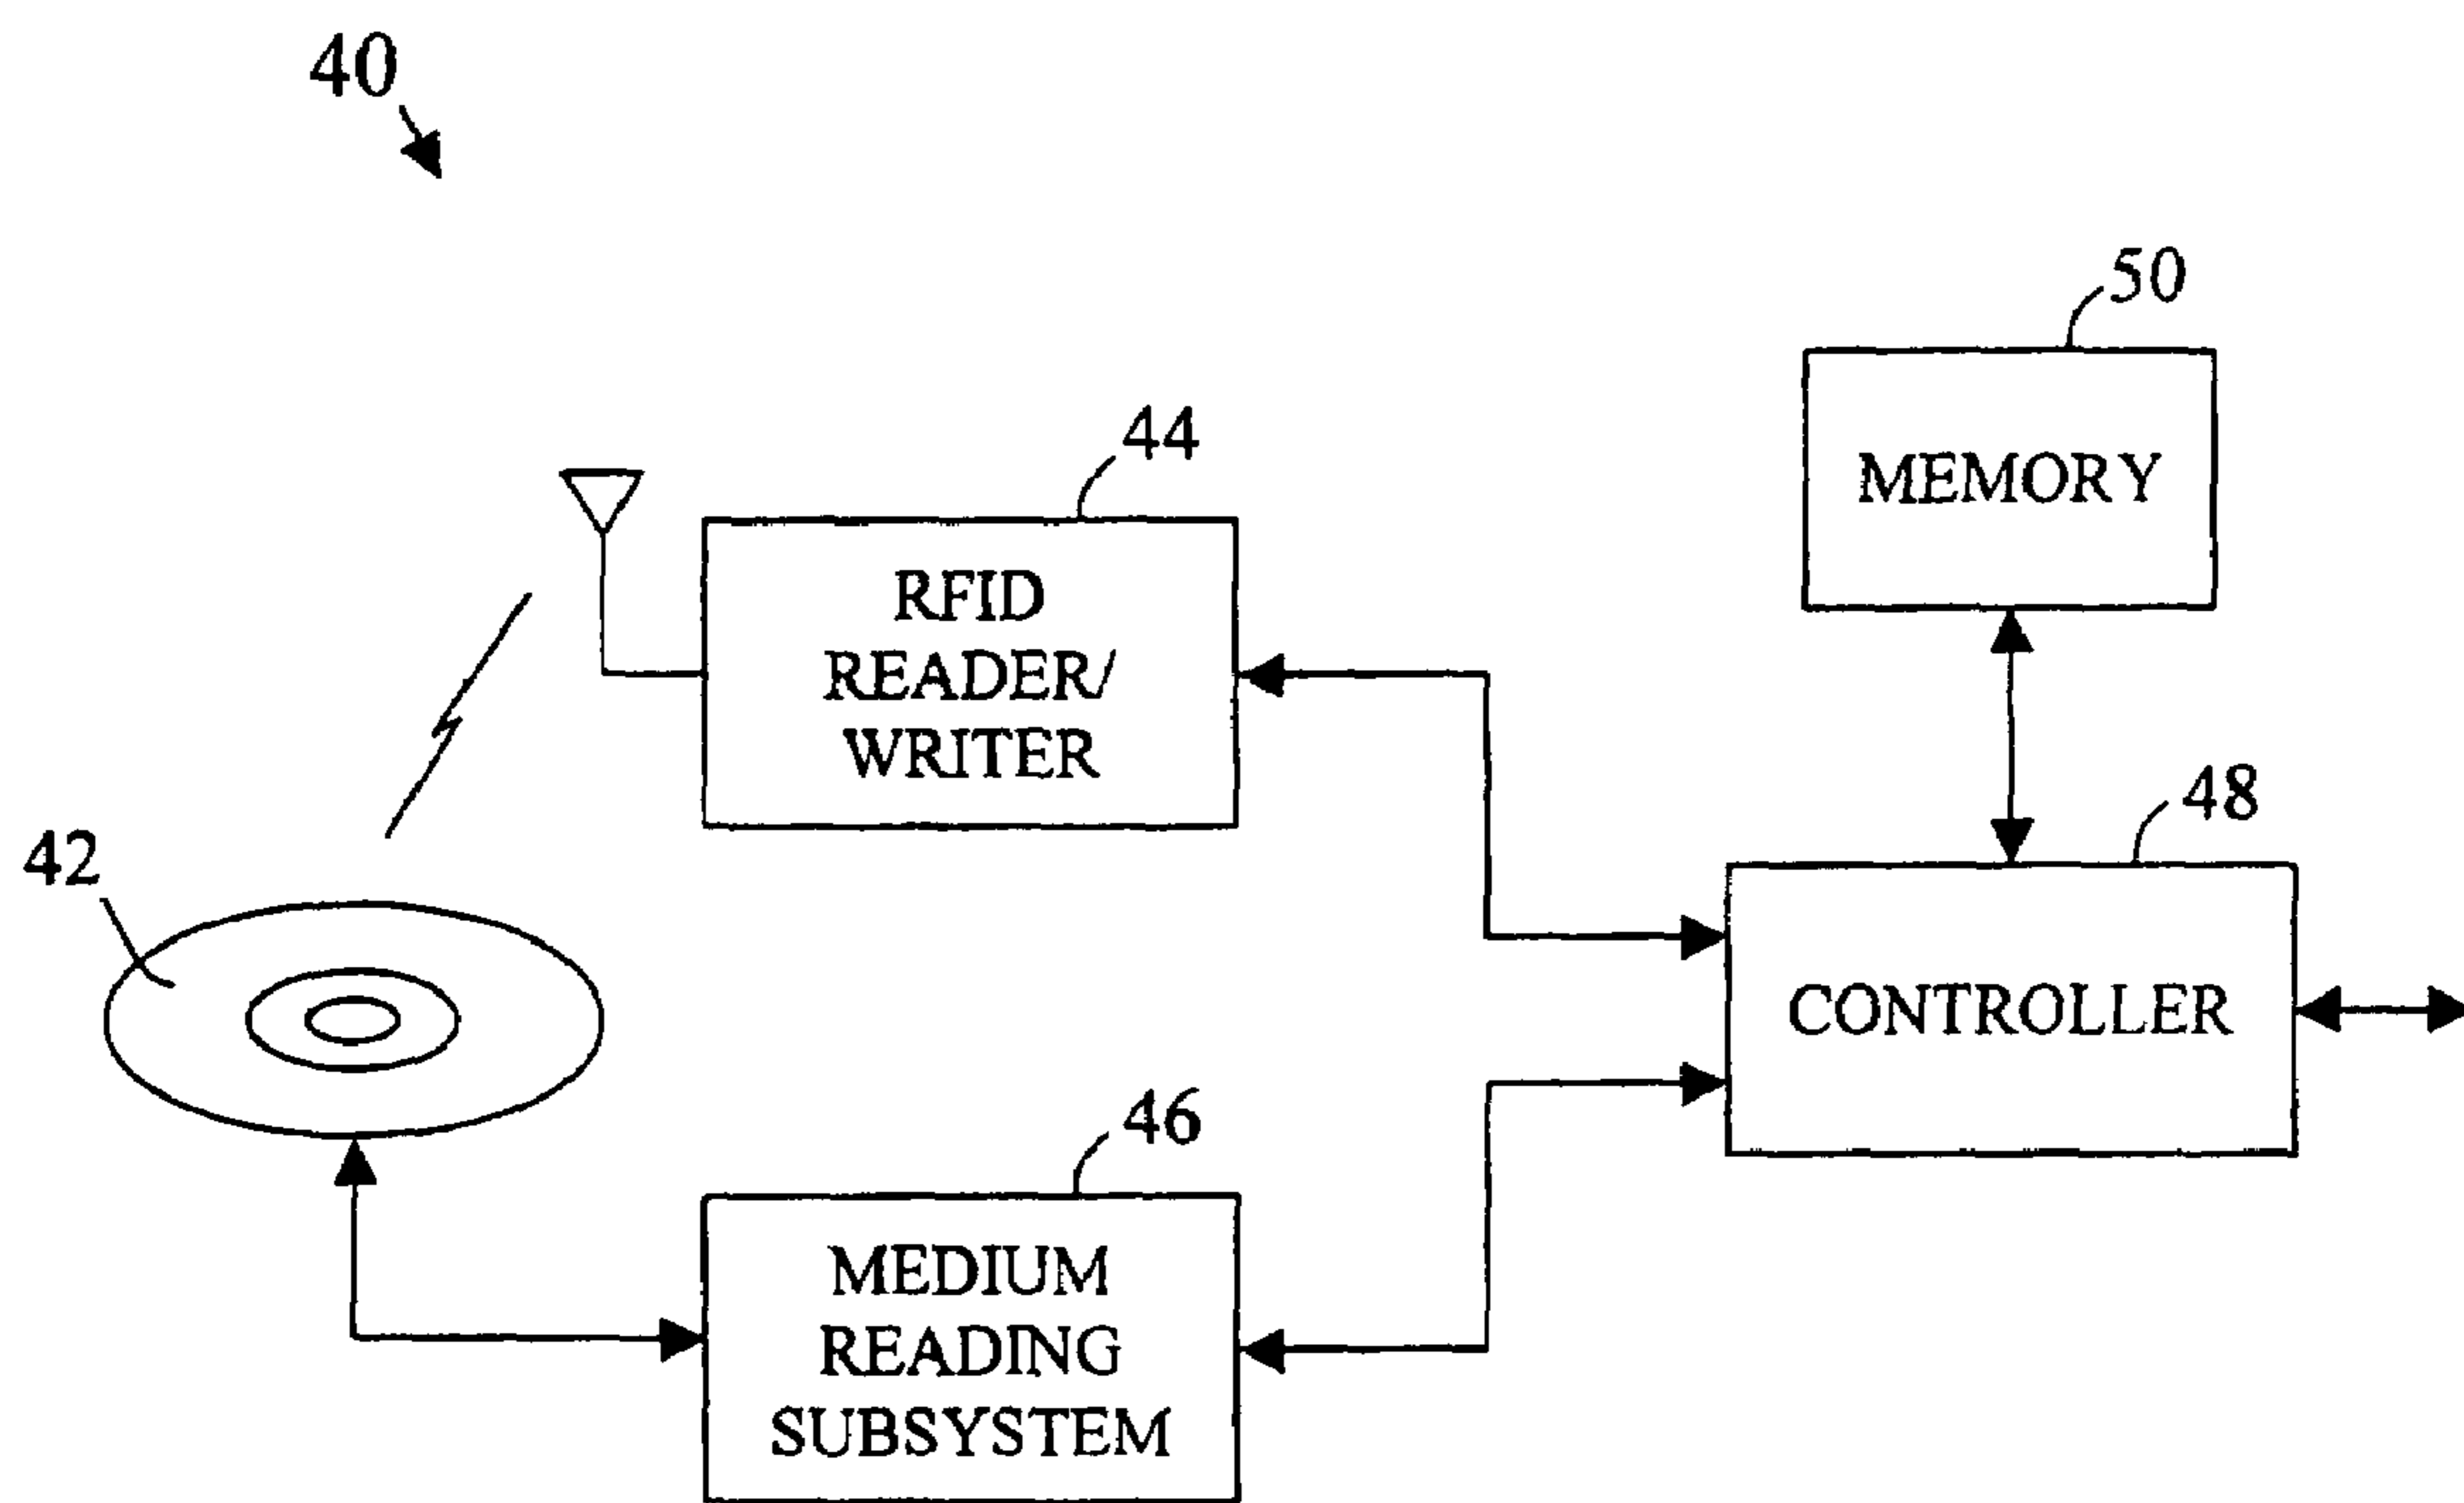 40
50
MEMORY
44
RFID
READER/
WRITER
48
CONTROLLER
42
46
MEDIUM
READING
SUBSYSTEM